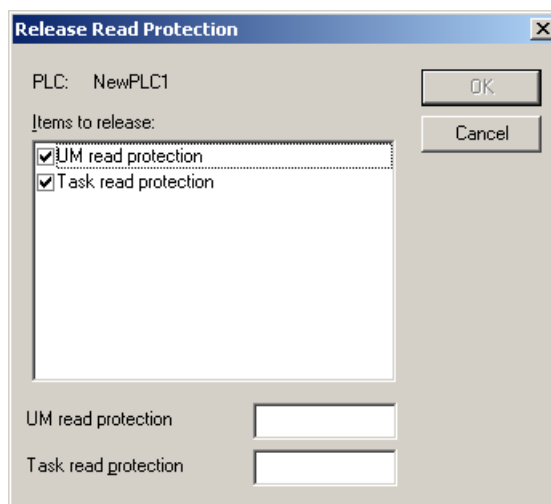 Release Read Protection
PLC: NewPLC1
OK
Items to release:
Cancel
UM read protection
Task read protection
UM read protection
Task read protection